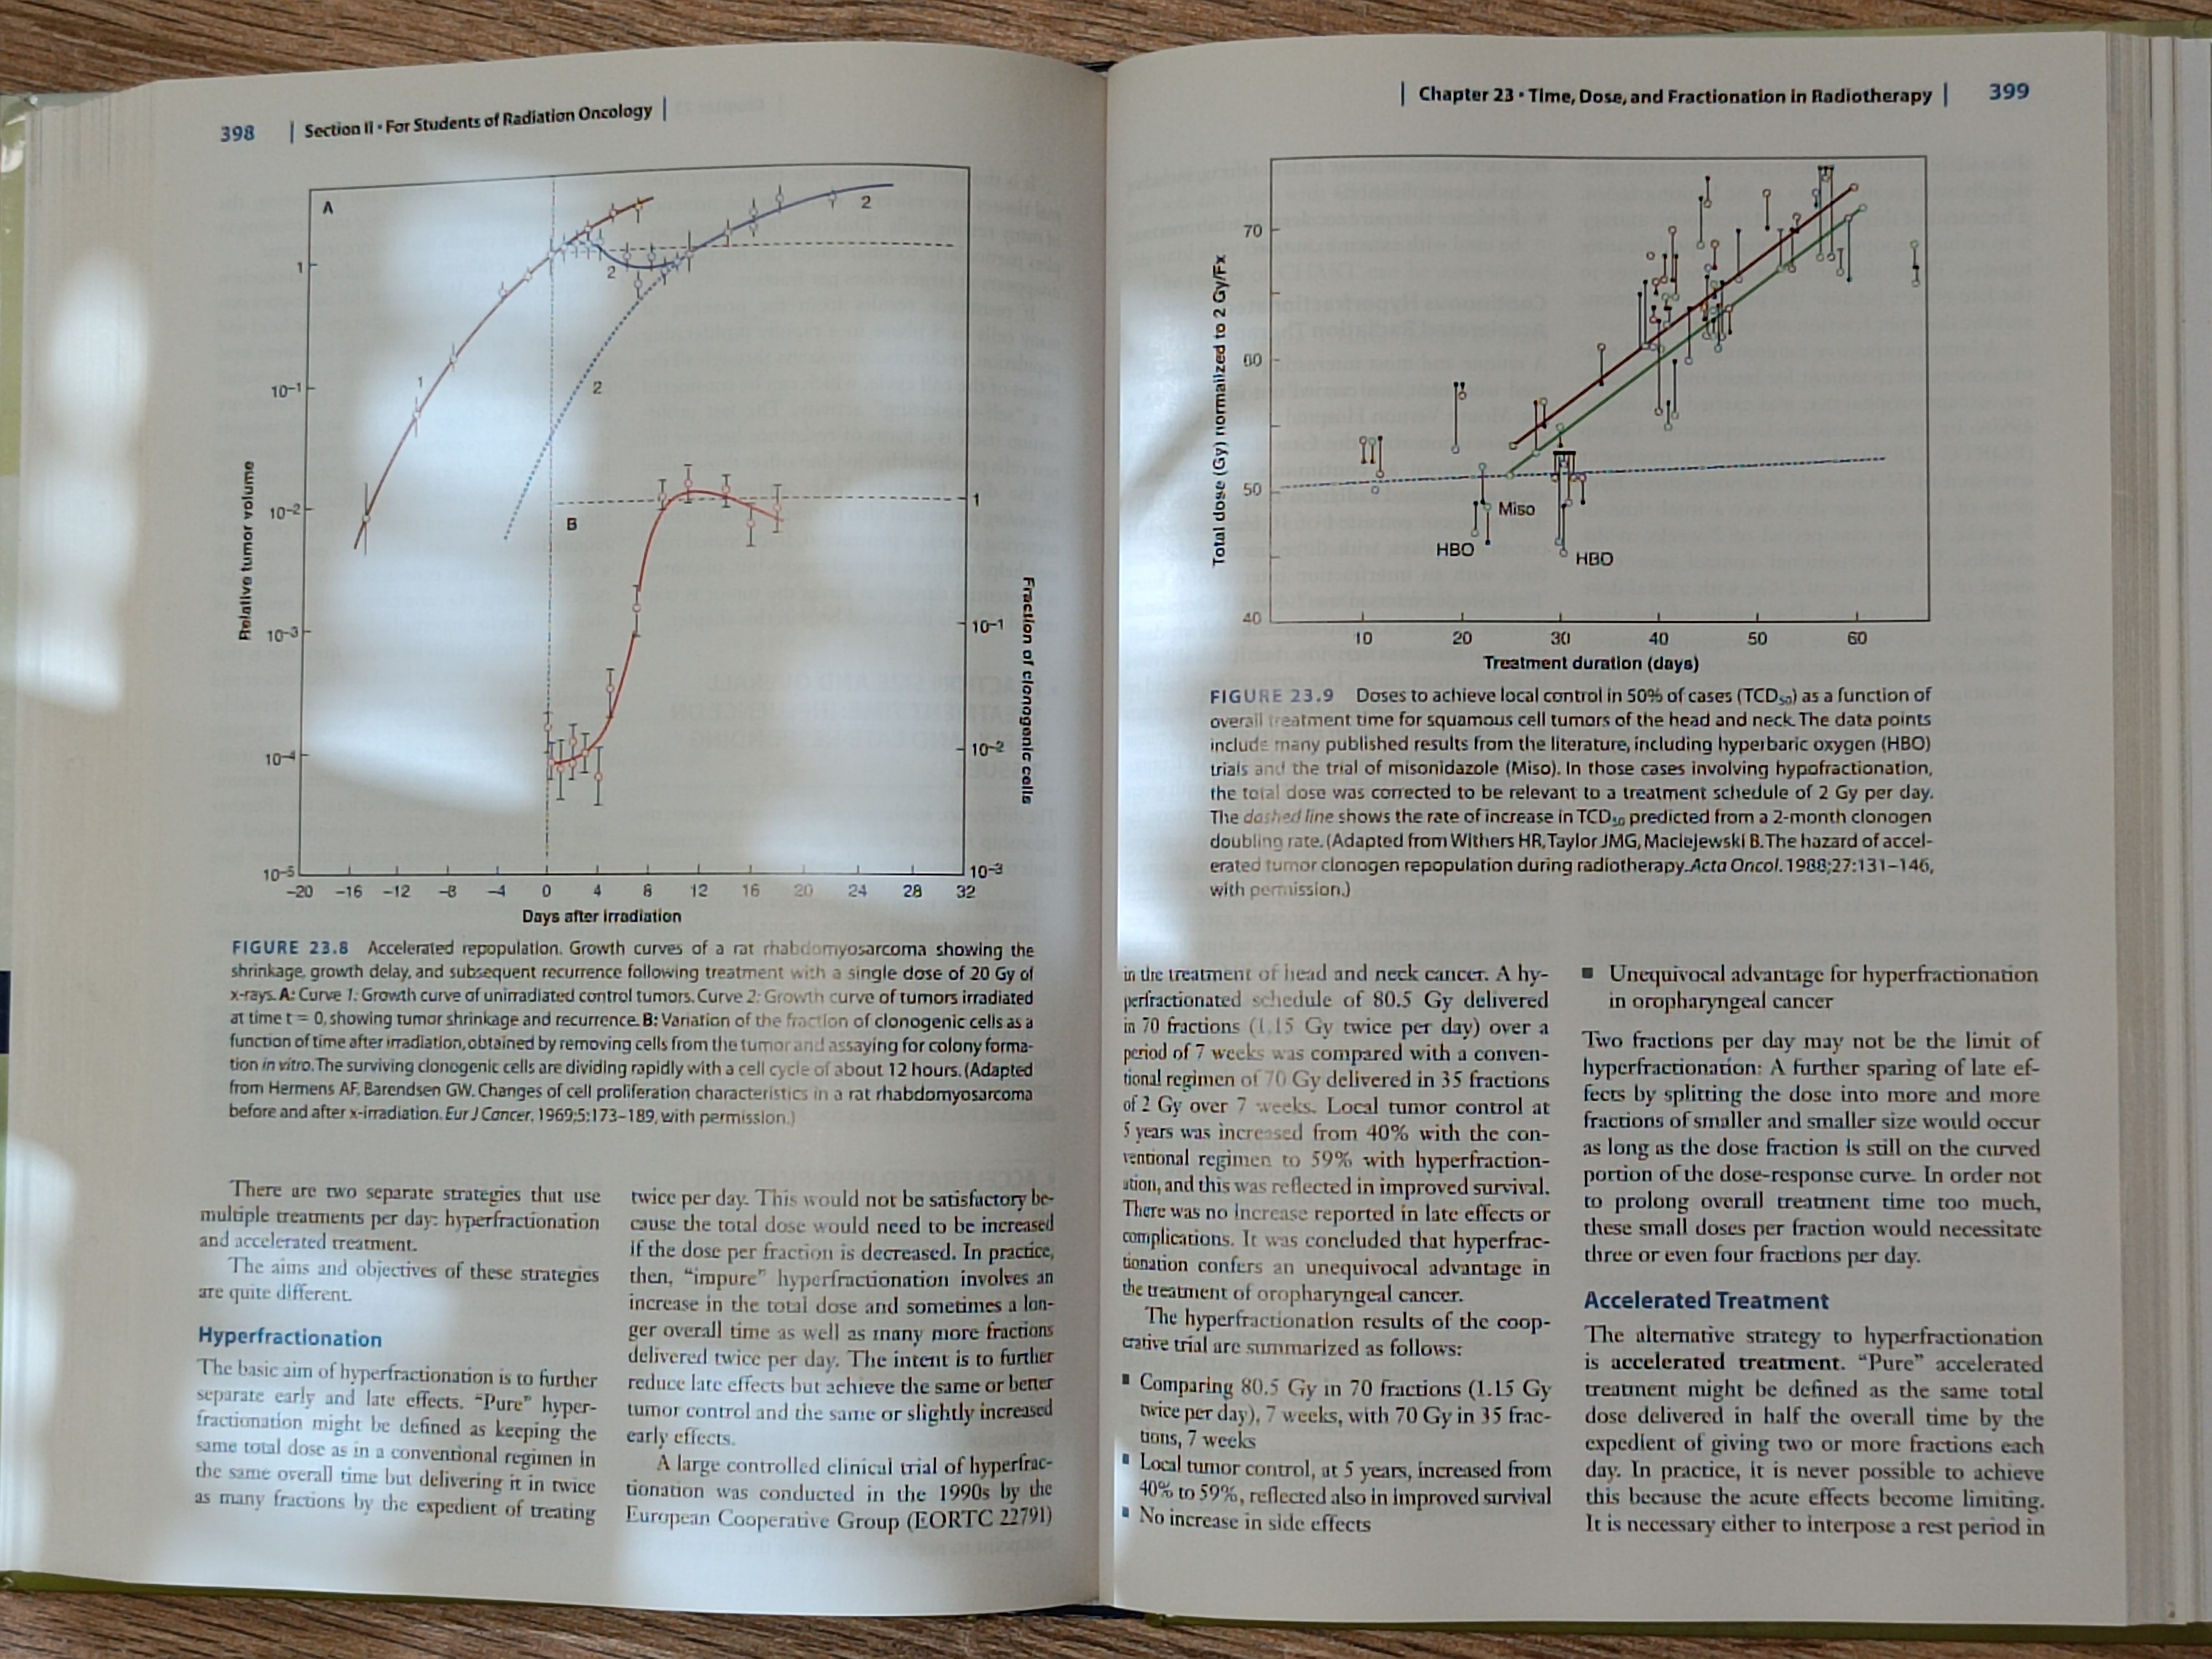 398 | Section II • For Students of Radiation Oncology |
A
1
10−1
10−2
10−3
10−4
10−5
Relative tumor volume
1
2
2
2
B
1
10−1
10−2
10−3
Fraction of clonogenic cells
−20 −16 −12 −8 −4 0 4 8 12 16 20 24 28 32
Days after irradiation
FIGURE 23.8 Accelerated repopulation. Growth curves of a rat rhabdomyosarcoma showing the
shrinkage, growth delay, and subsequent recurrence following treatment with a single dose of 20 Gy of
x-rays. A: Curve 1: Growth curve of unirradiated control tumors. Curve 2: Growth curve of tumors irradiated
at time t = 0, showing tumor shrinkage and recurrence. B: Variation of the fraction of clonogenic cells as a
function of time after irradiation, obtained by removing cells from the tumor and assaying for colony forma-
tion in vitro. The surviving clonogenic cells are dividing rapidly with a cell cycle of about 12 hours. (Adapted
from Hermens AF, Barendsen GW. Changes of cell proliferation characteristics in a rat rhabdomyosarcoma
before and after x-irradiation. Eur J Cancer. 1969;5:173–189, with permission.)
There are two separate strategies that use
multiple treatments per day: hyperfractionation
and accelerated treatment.
The aims and objectives of these strategies
are quite different.
Hyperfractionation
The basic aim of hyperfractionation is to further
separate early and late effects. "Pure" hyper-
fractionation might be defined as keeping the
same total dose as in a conventional regimen in
the same overall time but delivering it in twice
as many fractions by the expedient of treating
twice per day. This would not be satisfactory be-
cause the total dose would need to be increased
if the dose per fraction is decreased. In practice,
then, "impure" hyperfractionation involves an
increase in the total dose and sometimes a lon-
ger overall time as well as many more fractions
delivered twice per day. The intent is to further
reduce late effects but achieve the same or better
tumor control and the same or slightly increased
early effects.
A large controlled clinical trial of hyperfrac-
tionation was conducted in the 1990s by the
European Cooperative Group (EORTC 22791)
| Chapter 23 • Time, Dose, and Fractionation in Radiotherapy | 399
70
60
50
40
Total dose (Gy) normalized to 2 Gy/Fx
Miso
HBO
HBO
10 20 30 40 50 60
Treatment duration (days)
FIGURE 23.9 Doses to achieve local control in 50% of cases (TCD50) as a function of
overall treatment time for squamous cell tumors of the head and neck. The data points
include many published results from the literature, including hyperbaric oxygen (HBO)
trials and the trial of misonidazole (Miso). In those cases involving hypofractionation,
the total dose was corrected to be relevant to a treatment schedule of 2 Gy per day.
The dashed line shows the rate of increase in TCD50 predicted from a 2-month clonogen
doubling rate. (Adapted from Withers HR, Taylor JMG, Maciejewski B. The hazard of accel-
erated tumor clonogen repopulation during radiotherapy. Acta Oncol. 1988;27:131–146,
with permission.)
in the treatment of head and neck cancer. A hy-
perfractionated schedule of 80.5 Gy delivered
in 70 fractions (1.15 Gy twice per day) over a
period of 7 weeks was compared with a conven-
tional regimen of 70 Gy delivered in 35 fractions
of 2 Gy over 7 weeks. Local tumor control at
5 years was increased from 40% with the con-
ventional regimen to 59% with hyperfraction-
ation, and this was reflected in improved survival.
There was no increase reported in late effects or
complications. It was concluded that hyperfrac-
tionation confers an unequivocal advantage in
the treatment of oropharyngeal cancer.
The hyperfractionation results of the coop-
erative trial are summarized as follows:
■ Comparing 80.5 Gy in 70 fractions (1.15 Gy
twice per day), 7 weeks, with 70 Gy in 35 frac-
tions, 7 weeks
■ Local tumor control, at 5 years, increased from
40% to 59%, reflected also in improved survival
■ No increase in side effects
■ Unequivocal advantage for hyperfractionation
in oropharyngeal cancer
Two fractions per day may not be the limit of
hyperfractionation: A further sparing of late ef-
fects by splitting the dose into more and more
fractions of smaller and smaller size would occur
as long as the dose fraction is still on the curved
portion of the dose-response curve. In order not
to prolong overall treatment time too much,
these small doses per fraction would necessitate
three or even four fractions per day.
Accelerated Treatment
The alternative strategy to hyperfractionation
is accelerated treatment. "Pure" accelerated
treatment might be defined as the same total
dose delivered in half the overall time by the
expedient of giving two or more fractions each
day. In practice, it is never possible to achieve
this because the acute effects become limiting.
It is necessary either to interpose a rest period in